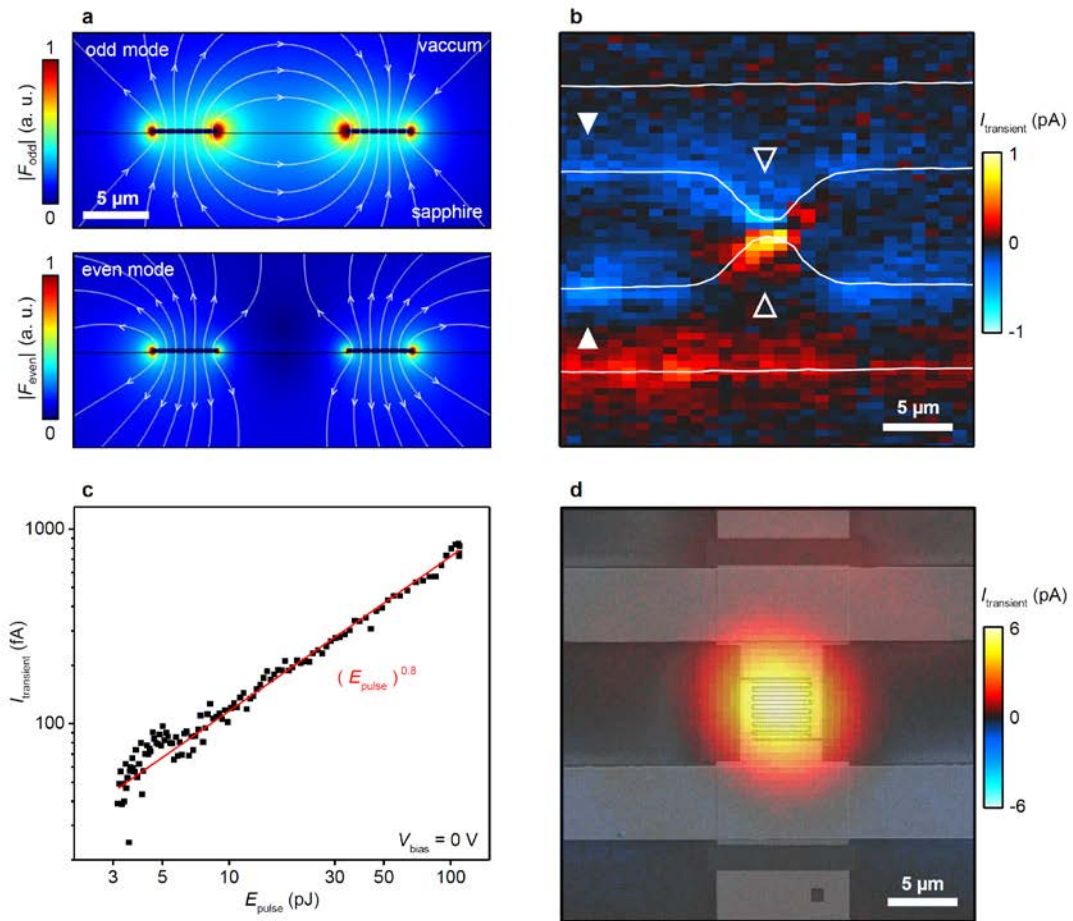 a
odd mode
vaccum
1
|F_odd| (a. u.)
0
5 µm
sapphire
even mode
1
|F_even| (a. u.)
0
b
I_transient (pA)
1
0
-1
5 µm
c
1000
100
I_transient (fA)
(E_pulse)^0.8
V_bias = 0 V
3 5 10 30 50 100
E_pulse (pJ)
d
I_transient (pA)
6
0
-6
5 µm